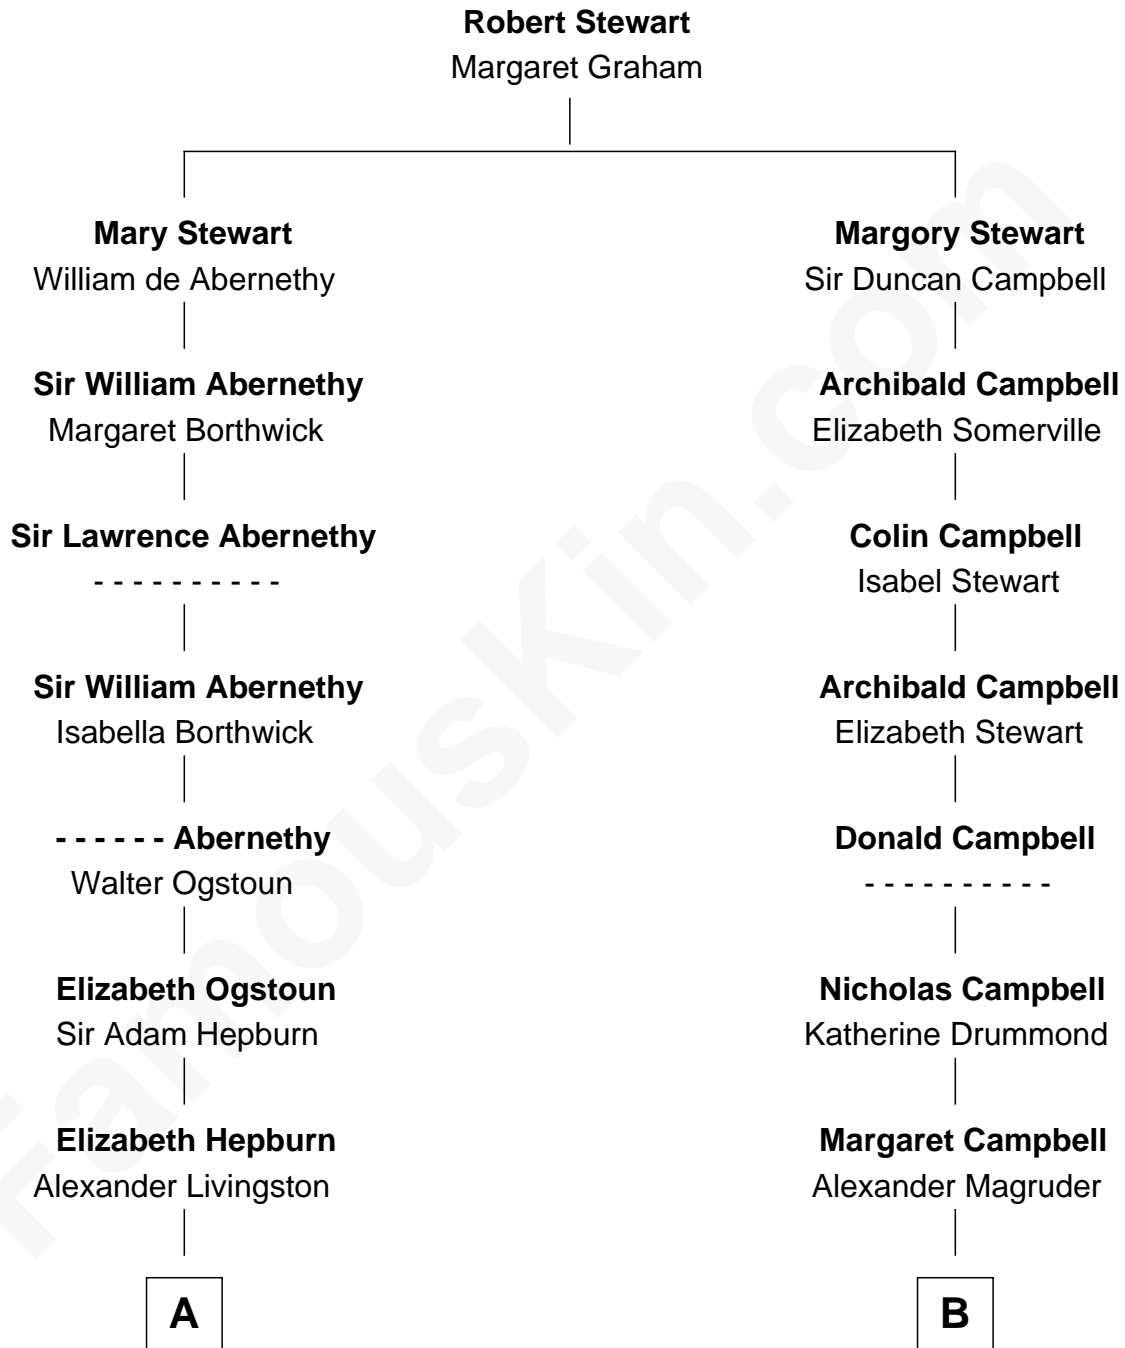 Robert Stewart
Margaret Graham
Mary Stewart
William de Abernethy
Sir William Abernethy
Margaret Borthwick
Sir Lawrence Abernethy
- - - - - - - - - -
Sir William Abernethy
Isabella Borthwick
- - - - - - Abernethy
Walter Ogstoun
Elizabeth Ogstoun
Sir Adam Hepburn
Elizabeth Hepburn
Alexander Livingston
A
Margory Stewart
Sir Duncan Campbell
Archibald Campbell
Elizabeth Somerville
Colin Campbell
Isabel Stewart
Archibald Campbell
Elizabeth Stewart
Donald Campbell
- - - - - - - - - -
Nicholas Campbell
Katherine Drummond
Margaret Campbell
Alexander Magruder
B
FamousKin.com